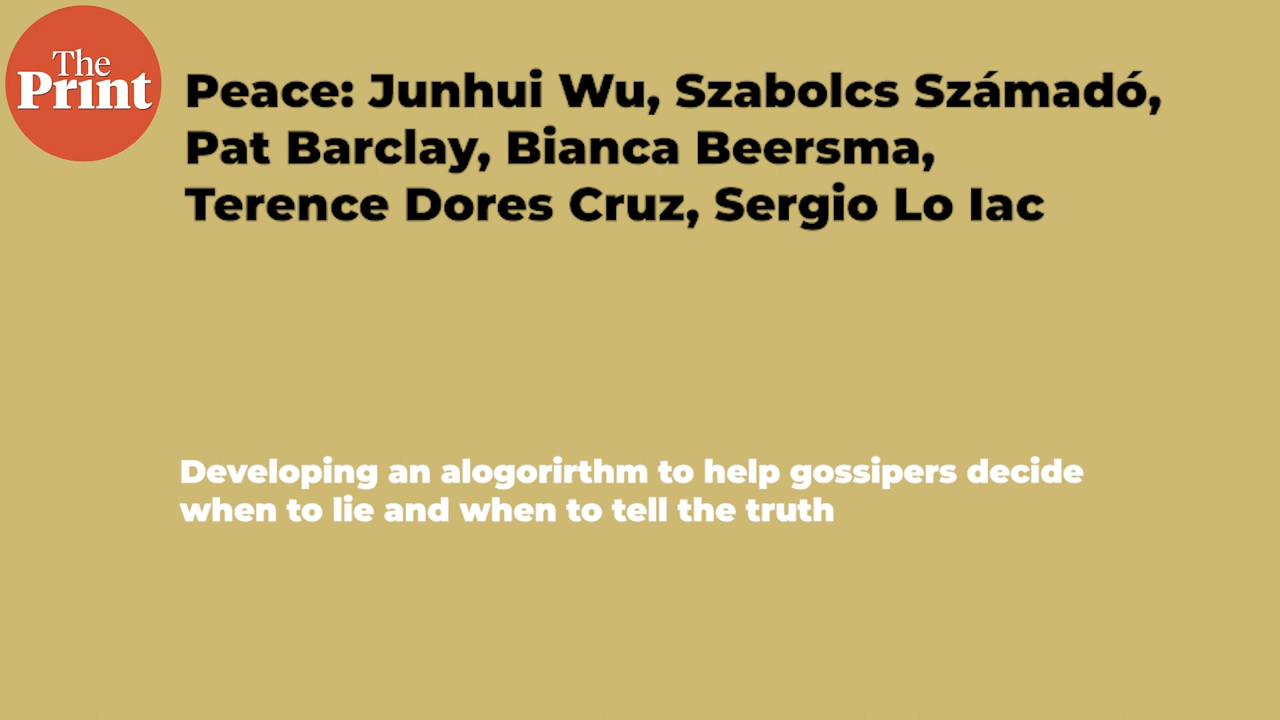 The
Print
Peace: Junhui Wu, Szabolcs Számadó,
Pat Barclay, Bianca Beersma,
Terence Dores Cruz, Sergio Lo Iac
Developing an alogorirthm to help gossipers decide
when to lie and when to tell the truth